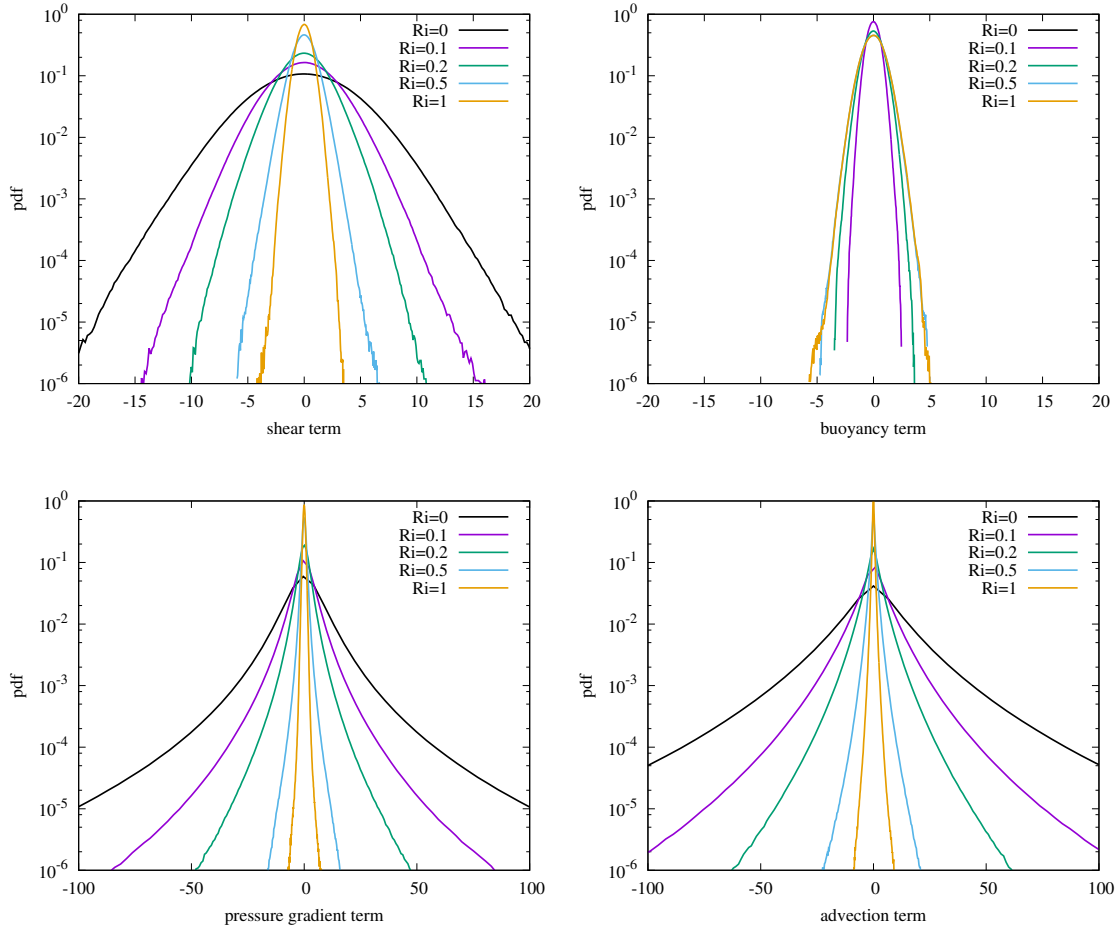 10^0
10^-1
10^-2
10^-3
10^-4
10^-5
10^-6
pdf
-20 -15 -10 -5 0 5 10 15 20
shear term
Ri=0
Ri=0.1
Ri=0.2
Ri=0.5
Ri=1
10^0
10^-1
10^-2
10^-3
10^-4
10^-5
10^-6
pdf
-20 -15 -10 -5 0 5 10 15 20
buoyancy term
Ri=0
Ri=0.1
Ri=0.2
Ri=0.5
Ri=1
10^0
10^-1
10^-2
10^-3
10^-4
10^-5
10^-6
pdf
-100 -50 0 50 100
pressure gradient term
Ri=0
Ri=0.1
Ri=0.2
Ri=0.5
Ri=1
10^0
10^-1
10^-2
10^-3
10^-4
10^-5
10^-6
pdf
-100 -50 0 50 100
advection term
Ri=0
Ri=0.1
Ri=0.2
Ri=0.5
Ri=1